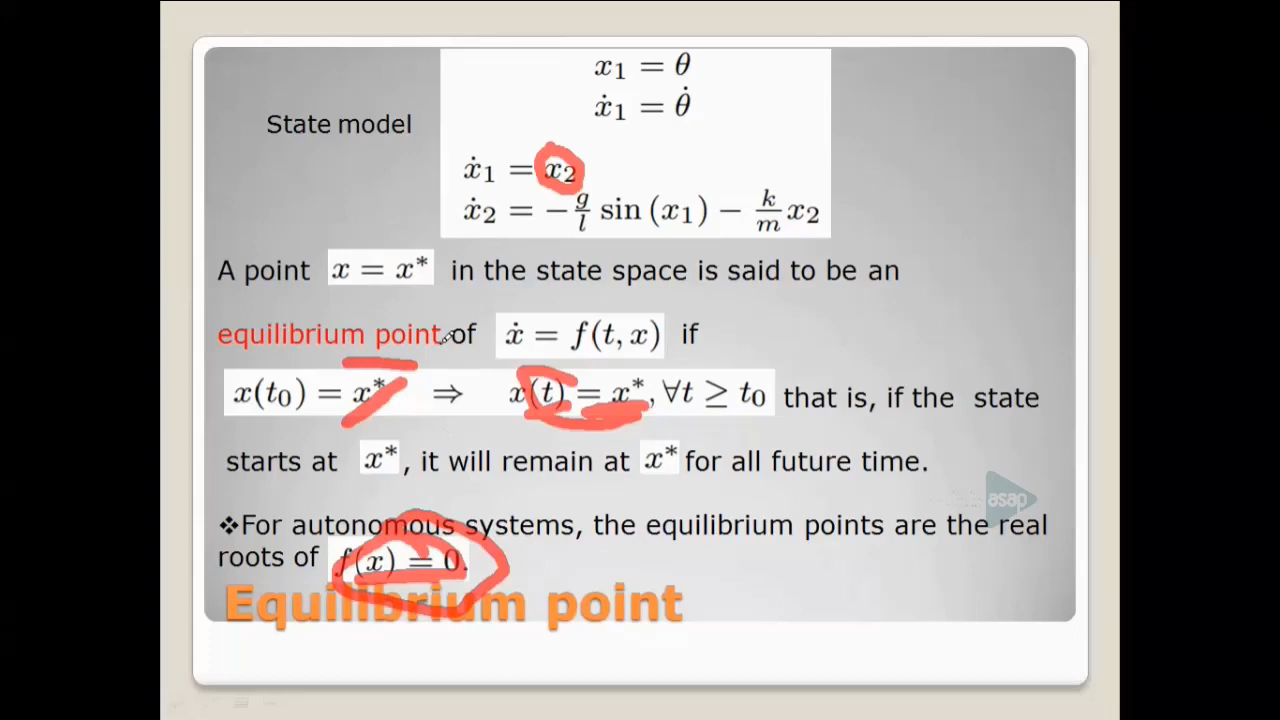 x₁ = θ
ẋ₁ = θ̇
State model
ẋ₁ = x₂
ẋ₂ = −g/l sin (x₁) − k/m x₂
A point x = x* in the state space is said to be an
equilibrium point of ẋ = f(t, x) if
x(t₀) = x* ⇒ x(t) = x*, ∀t ≥ t₀ that is, if the state
starts at x* , it will remain at x* for all future time.
❖For autonomous systems, the equilibrium points are the real
roots of f(x) = 0.
Equilibrium point
asap